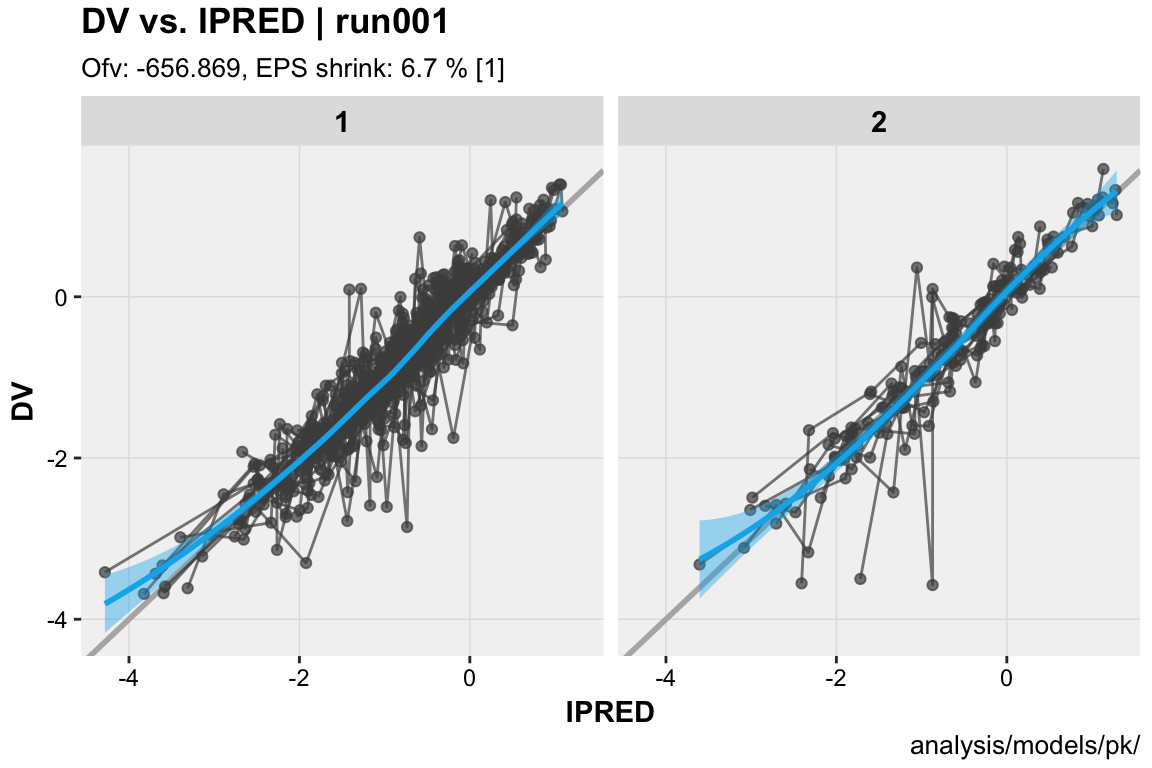 DV vs. IPRED | run001
Ofv: -656.869, EPS shrink: 6.7 % [1]
1
2
DV
0
-2
-4
-4
-2
0
-4
-2
0
IPRED
analysis/models/pk/